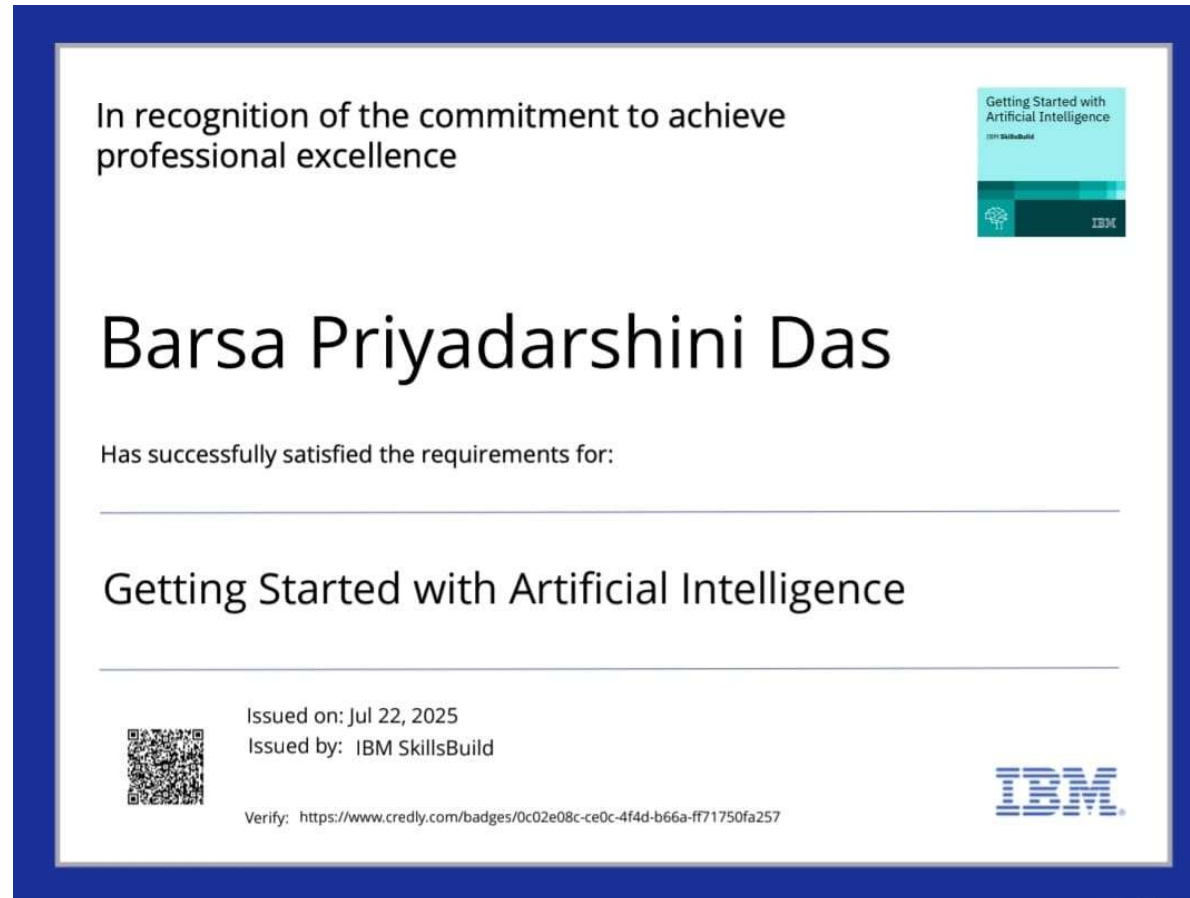 In recognition of the commitment to achieve
professional excellence
Getting Started with
Artificial Intelligence
IBM SkillsBuild
IBM
Barsa Priyadarshini Das
Has successfully satisfied the requirements for:
Getting Started with Artificial Intelligence
Issued on: Jul 22, 2025
Issued by: IBM SkillsBuild
IBM
Verify: https://www.credly.com/badges/0c02e08c-ce0c-4f4d-b66a-ff71750fa257